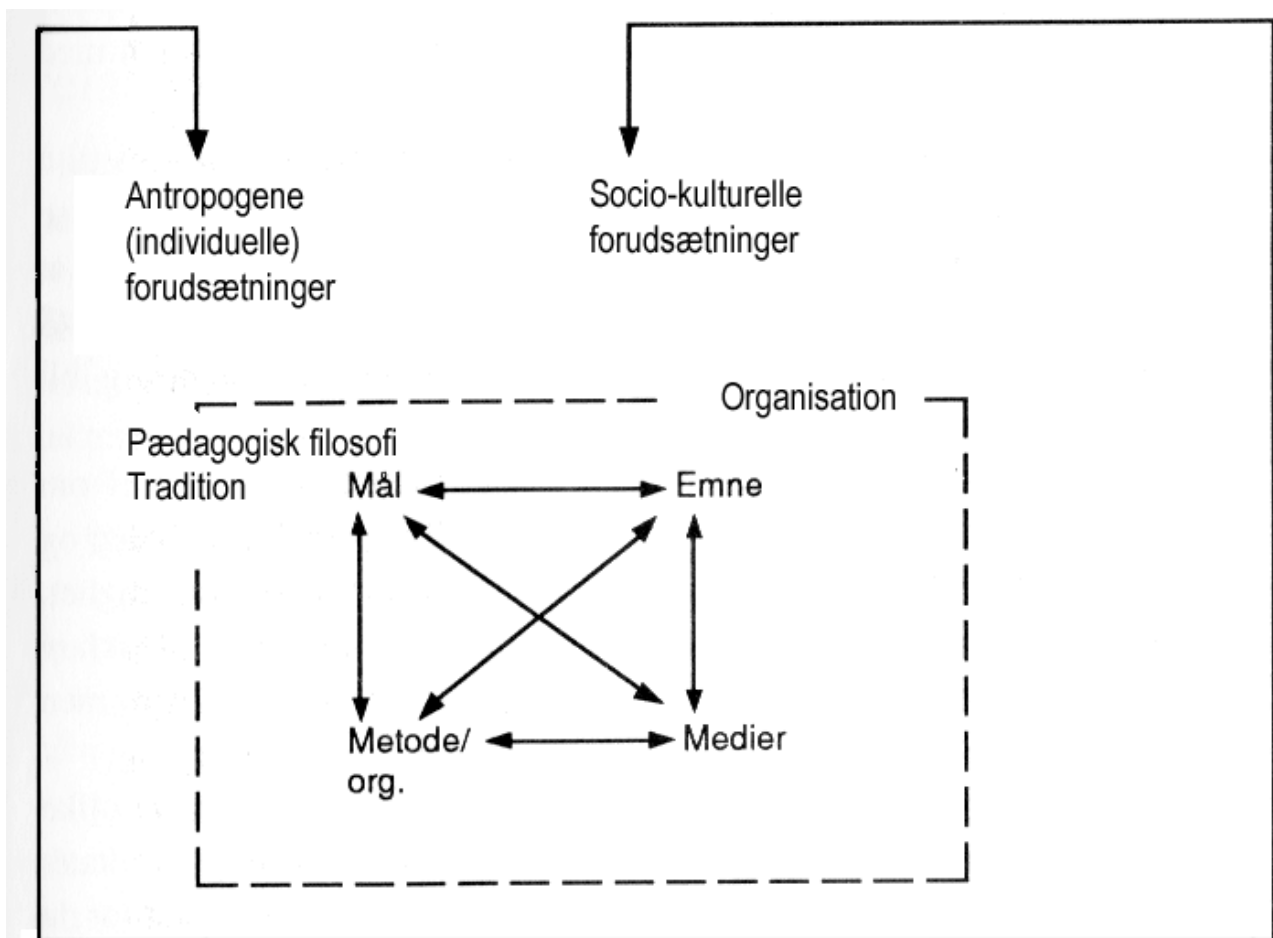 Antropogene
(individuelle)
forudsætninger
Socio-kulturelle
forudsætninger
Organisation
Pædagogisk filosofi
Tradition
Mål
Emne
Metode/
org.
Medier